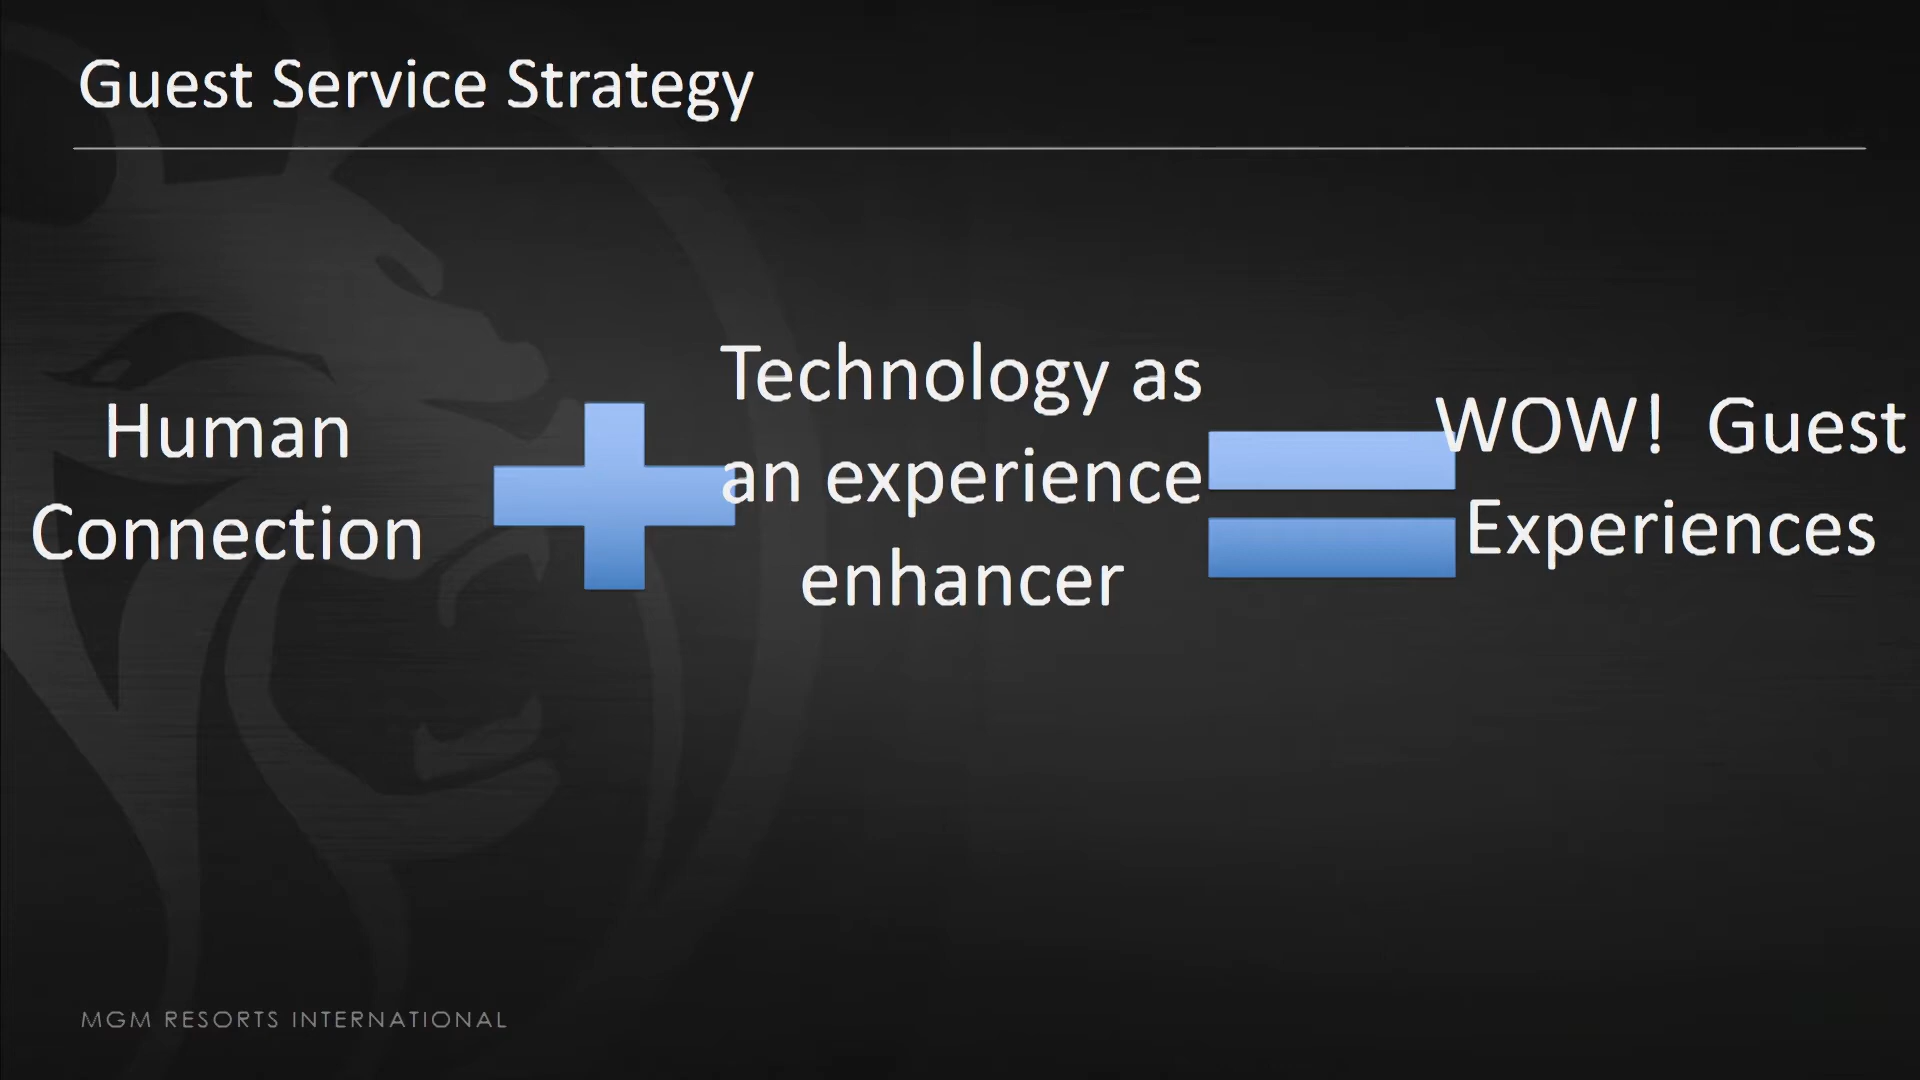 Guest Service Strategy
Human
Connection
Technology as
an experience
enhancer
WOW!  Guest
Experiences
MGM RESORTS INTERNATIONAL